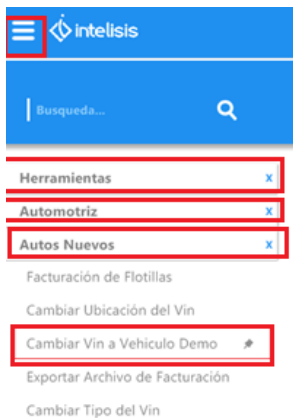 intelisis
Busqueda...
Herramientas x
Automotriz x
Autos Nuevos x
Facturación de Flotillas
Cambiar Ubicación del Vin
Cambiar Vin a Vehiculo Demo
Exportar Archivo de Facturación
Cambiar Tipo del Vin